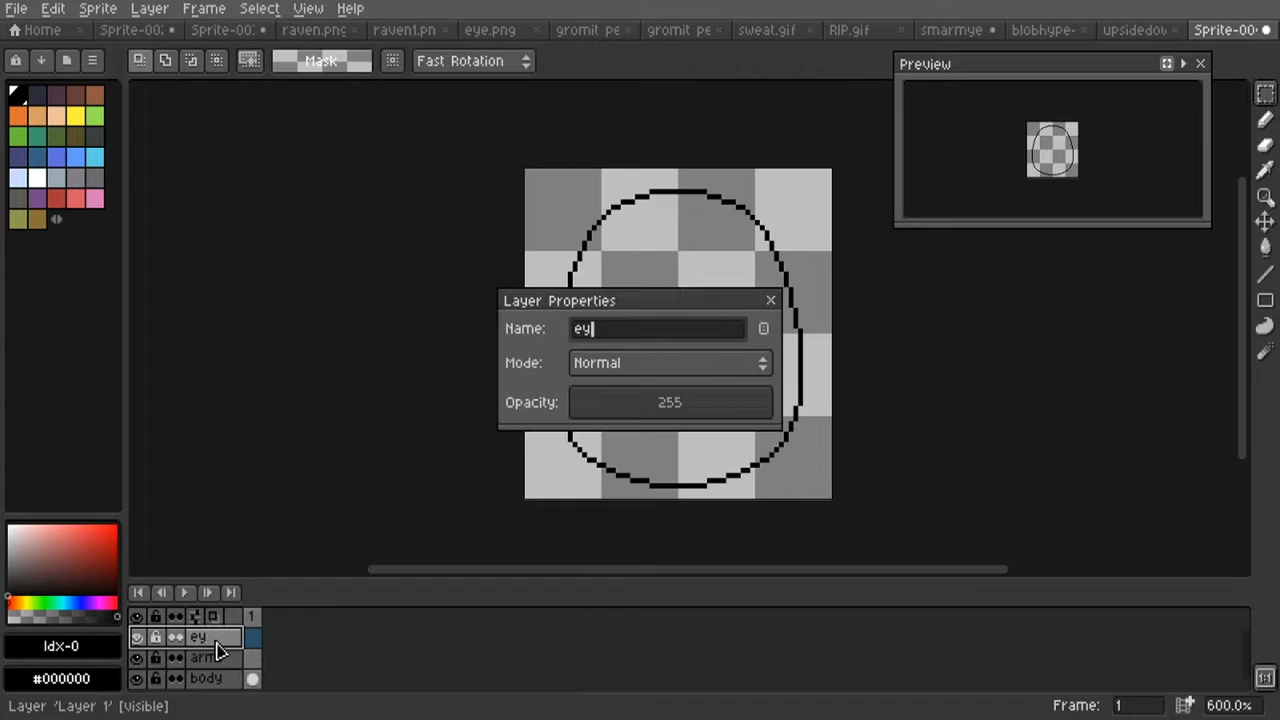 File Edit Sprite Layer Frame Select View Help
Home Sprite-00 Sprite-00 raven.png raven1.pn eye.png gromit pe gromit pe sweat.gif RIP.gif smarmye blobhype- upsidedov Sprite-00
Mask Fast Rotation
Preview
Layer Properties
Name: ey
Mode: Normal
Opacity: 255
1
ey
arm
body
Idx-0
#000000
Layer 'Layer 1' [visible] Frame: 1 600.0%
1:1